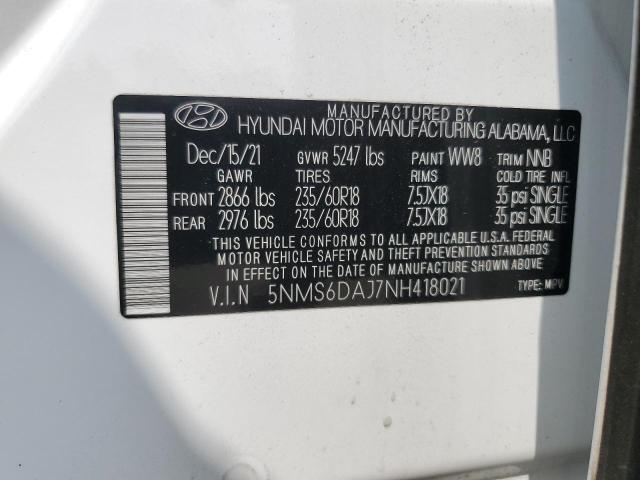 MANUFACTURED BY
HYUNDAI MOTOR MANUFACTURING ALABAMA, LLC
Dec/15/21 GVWR 5247 lbs PAINT WW8 TRIM NNB
GAWR TIRES RIMS COLD TIRE INFL
FRONT 2866 lbs 235/60R18 7.5JX18 35 psi SINGLE
REAR 2976 lbs 235/60R18 7.5JX18 35 psi SINGLE
THIS VEHICLE CONFORMS TO ALL APPLICABLE U.S.A. FEDERAL
MOTOR VEHICLE SAFETY AND BUMPER AND
THEFT PREVENTION
STANDARDS IN EFFECT ON THE DATE OF MANUFACTURE SHOWN ABOVE
V.I.N 5NMS6DAJ7NH418021 TYPE: MPV